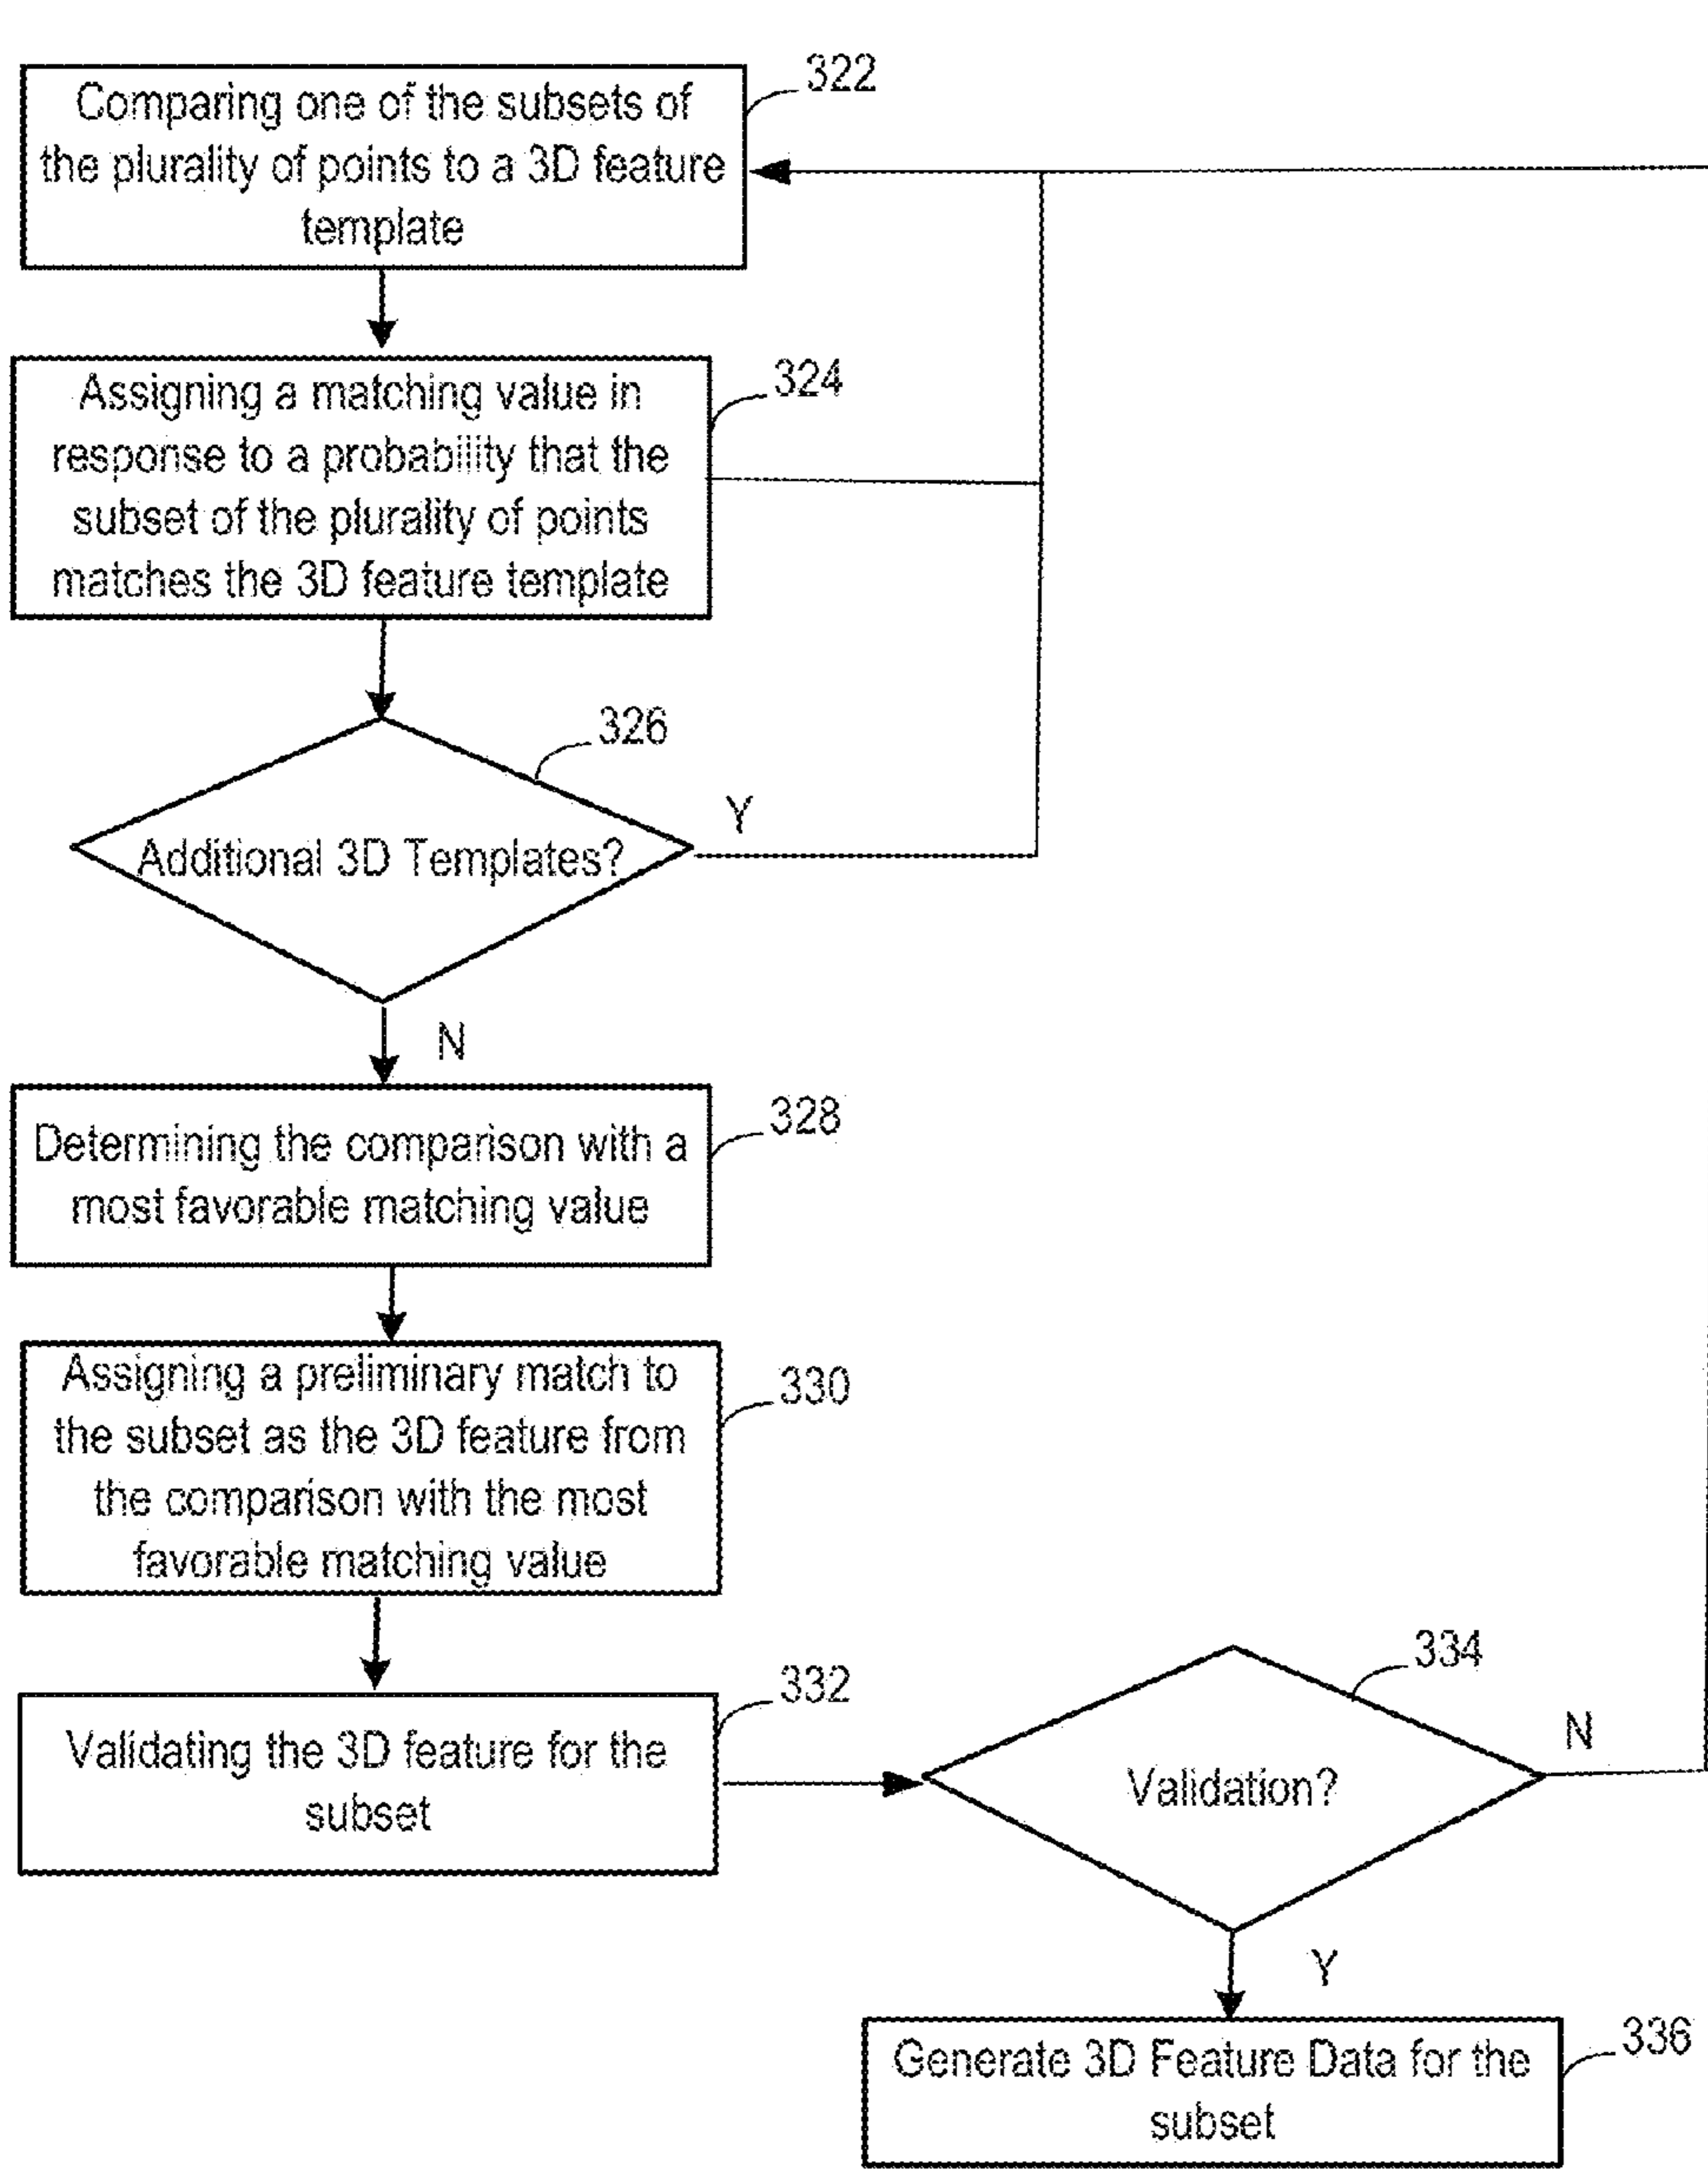 322
Comparing one of the subsets of
the plurality of points to a 3D feature
template
324
Assigning a matching value in
response to a probability that the
subset of the plurality of points
matches the 3D feature template
326
Y
Additional 3D Templates?
N
328
Determining the comparison with a
most favorable matching value
330
Assigning a preliminary match to
the subset as the 3D feature from
the comparison with the most
favorable matching value
332
Validating the 3D feature for the
subset
334
N
Validation?
Y
336
Generate 3D Feature Data for the
subset